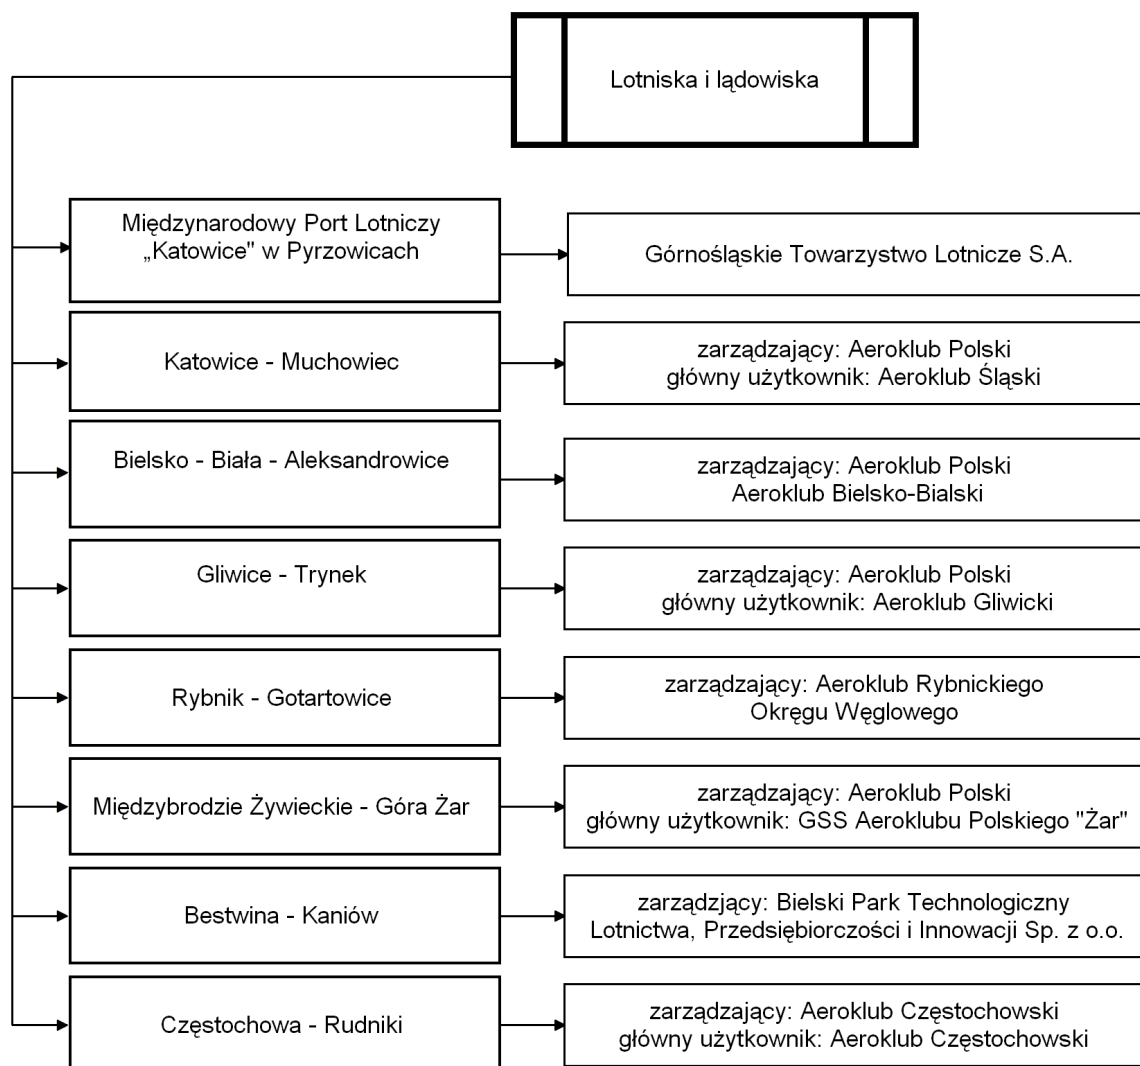 Lotniska i lądowiska
Międzynarodowy Port Lotniczy
„Katowice" w Pyrzowicach
Górnośląskie Towarzystwo Lotnicze S.A.
Katowice - Muchowiec
zarządzający: Aeroklub Polski
główny użytkownik: Aeroklub Śląski
Bielsko - Biała - Aleksandrowice
zarządzający: Aeroklub Polski
Aeroklub Bielsko-Bialski
Gliwice - Trynek
zarządzający: Aeroklub Polski
główny użytkownik: Aeroklub Gliwicki
Rybnik - Gotartowice
zarządzający: Aeroklub Rybnickiego
Okręgu Węglowego
Międzybrodzie Żywieckie - Góra Żar
zarządzający: Aeroklub Polski
główny użytkownik: GSS Aeroklubu Polskiego "Żar"
Bestwina - Kaniów
zarządzjący: Bielski Park Technologiczny
Lotnictwa, Przedsiębiorczości i Innowacji Sp. z o.o.
Częstochowa - Rudniki
zarządzający: Aeroklub Częstochowski
główny użytkownik: Aeroklub Częstochowski